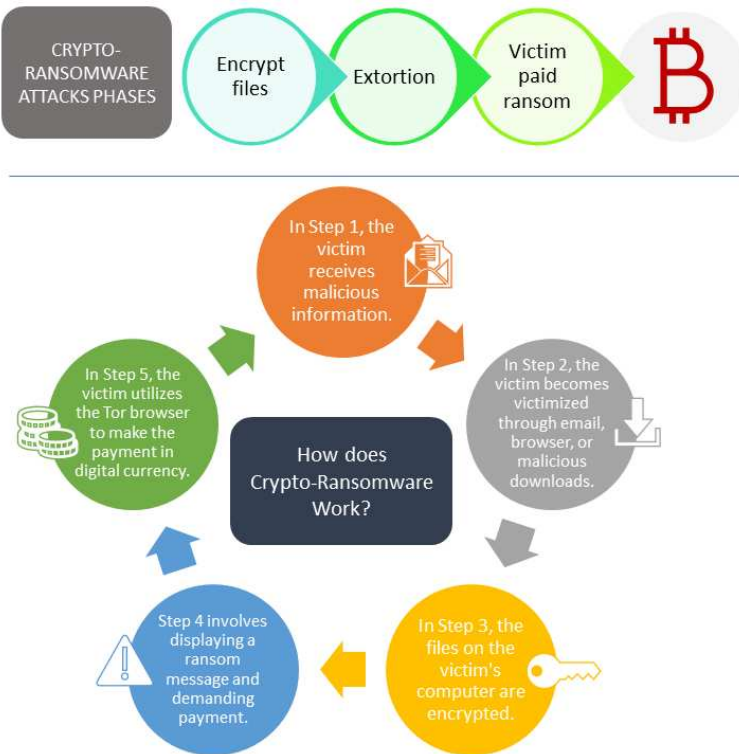 CRYPTO-
RANSOMWARE
ATTACKS PHASES
Encrypt
files
Extortion
Victim
paid
ransom
In Step 1, the
victim
receives
malicious
information.
In Step 2, the
victim becomes
victimized
through email,
browser, or
malicious
downloads.
In Step 3, the
files on the
victim's
computer are
encrypted.
Step 4 involves
displaying a
ransom
message and
demanding
payment.
In Step 5, the
victim utilizes
the Tor browser
to make the
payment in
digital currency.
How does
Crypto-Ransomware
Work?